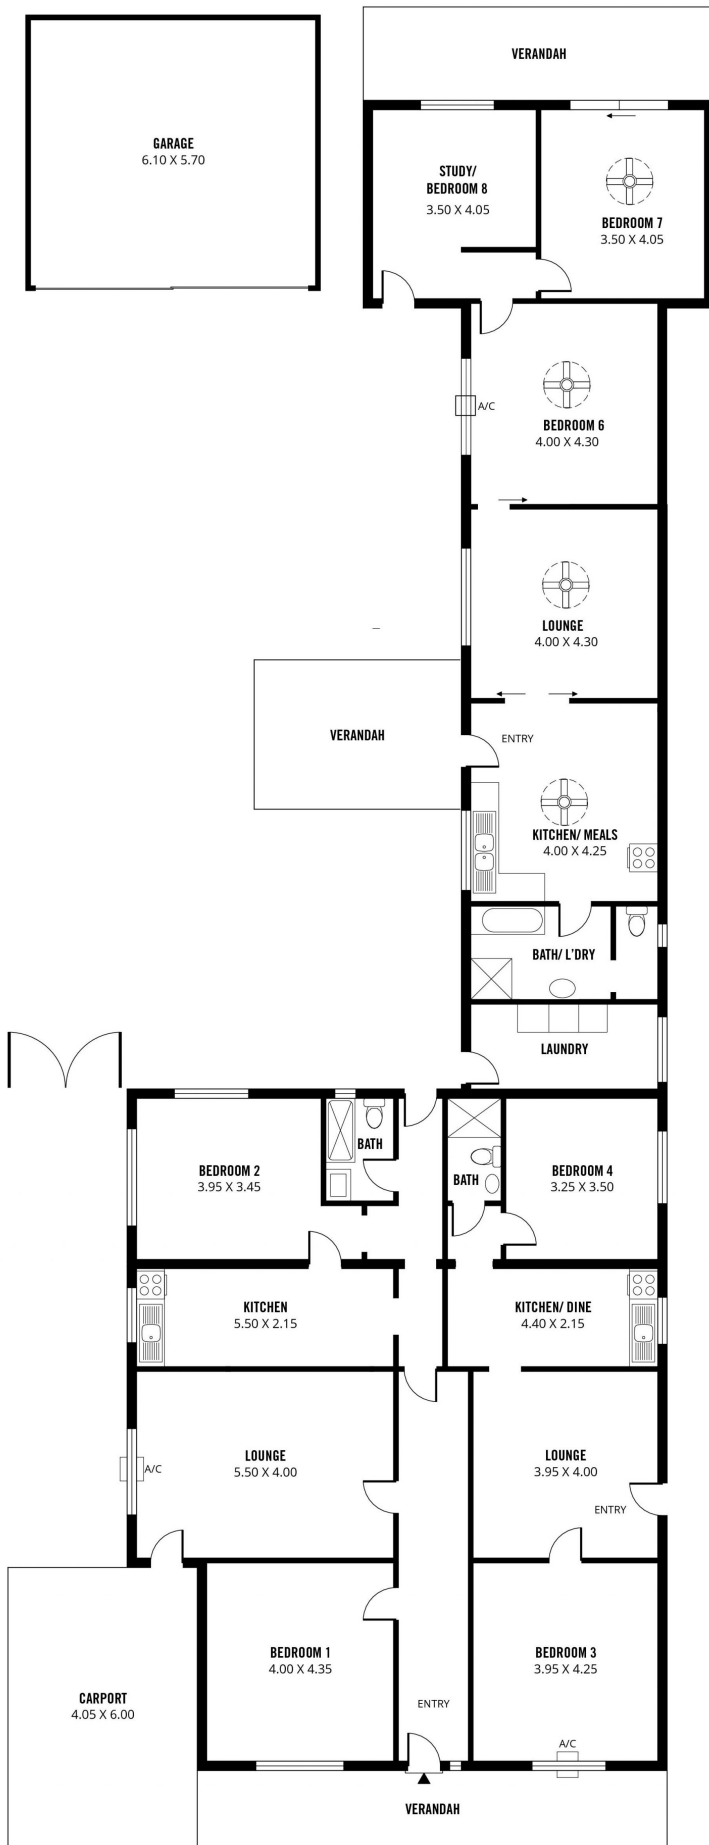 VERANDAH
GARAGE
6.10 X 5.70
STUDY/
BEDROOM 8
3.50 X 4.05
BEDROOM 7
3.50 X 4.05
A/C
BEDROOM 6
4.00 X 4.30
LOUNGE
4.00 X 4.30
VERANDAH
ENTRY
KITCHEN/ MEALS
4.00 X 4.25
BATH/ L'DRY
LAUNDRY
BEDROOM 2
3.95 X 3.45
BATH
BATH
BEDROOM 4
3.25 X 3.50
KITCHEN
5.50 X 2.15
KITCHEN/ DINE
4.40 X 2.15
LOUNGE
5.50 X 4.00
A/C
LOUNGE
3.95 X 4.00
ENTRY
BEDROOM 1
4.00 X 4.35
BEDROOM 3
3.95 X 4.25
CARPORT
4.05 X 6.00
ENTRY
A/C
VERANDAH